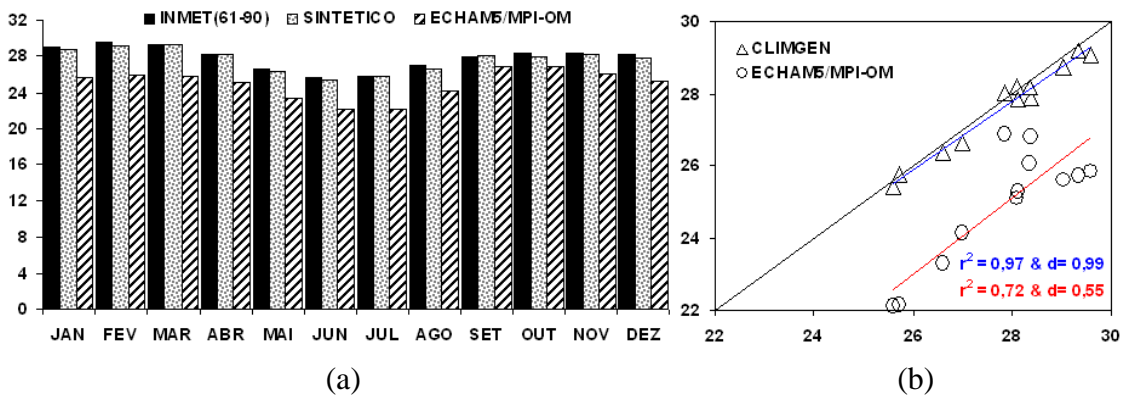 INMET(61-90) SINTETICO ECHAM5/MPI-OM
32
28
24
20
16
12
8
4
0
JAN FEV MAR ABR MAI JUN JUL AGO SET OUT NOV DEZ
(a)
30
28
26
24
22
CLIMGEN
ECHAM5/MPI-OM
r² = 0,97 & d= 0,99
r² = 0,72 & d= 0,55
22 24 26 28 30
(b)